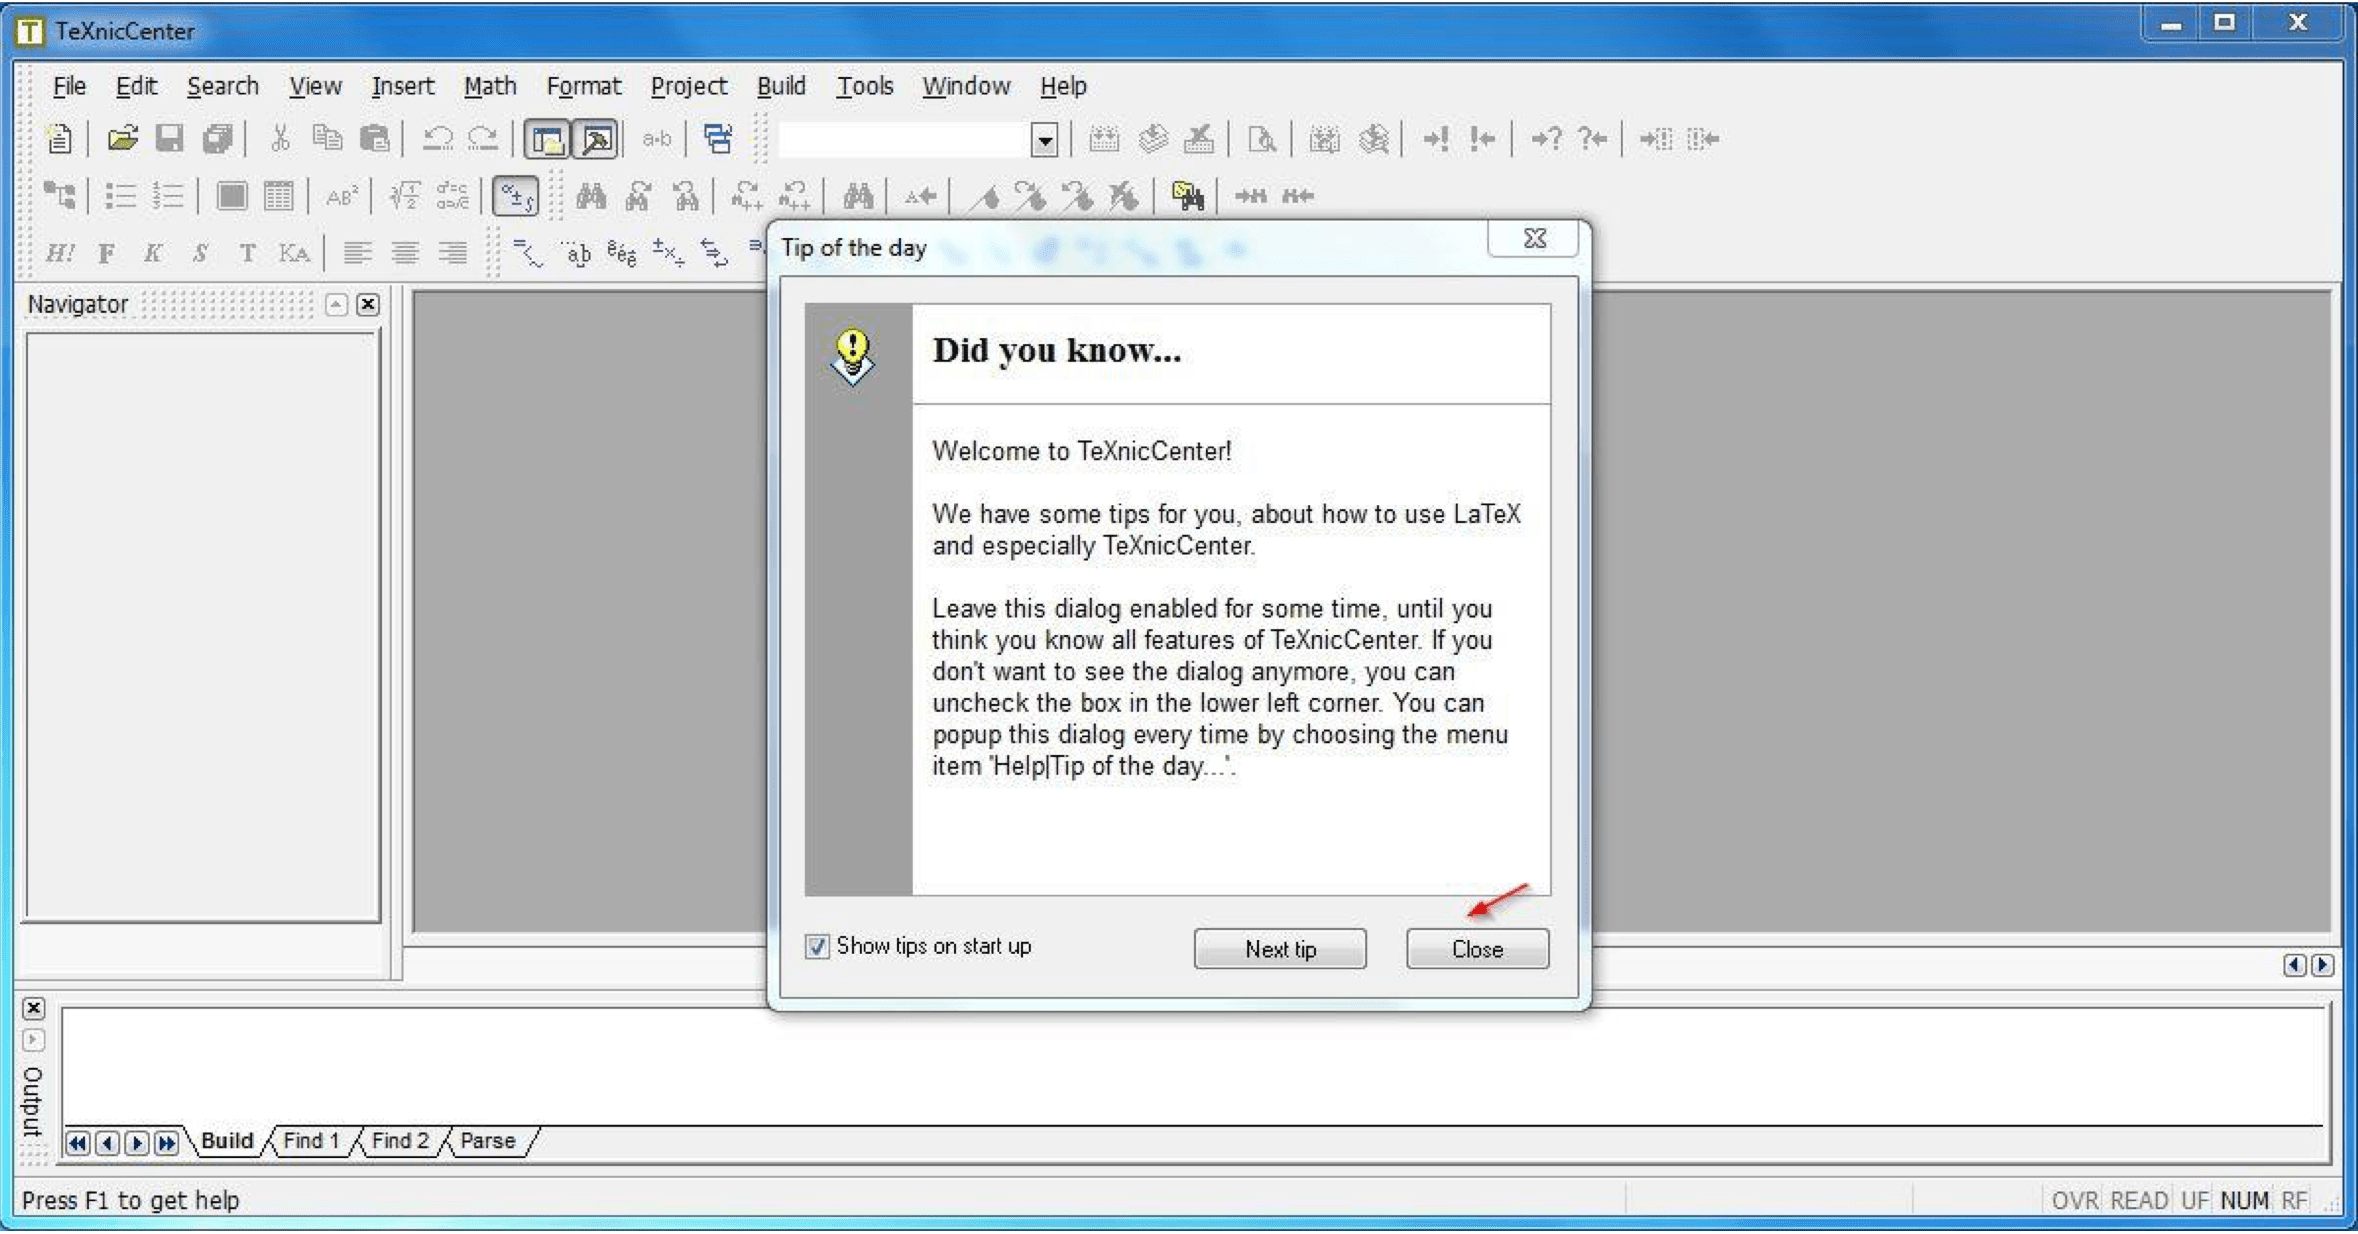 TeXnicCenter
File Edit Search View Insert Math Format Project Build Tools Window Help
Navigator
Tip of the day
Did you know...
Welcome to TeXnicCenter!
We have some tips for you, about how to use LaTeX
and especially TeXnicCenter.
Leave this dialog enabled for some time, until you
think you know all features of TeXnicCenter. If you
don't want to see the dialog anymore, you can
uncheck the box in the lower left corner. You can
popup this dialog every time by choosing the menu
item 'Help|Tip of the day...'.
Show tips on start up
Next tip
Close
Output
Build Find 1 Find 2 Parse
Press F1 to get help
OVR READ UF NUM RF